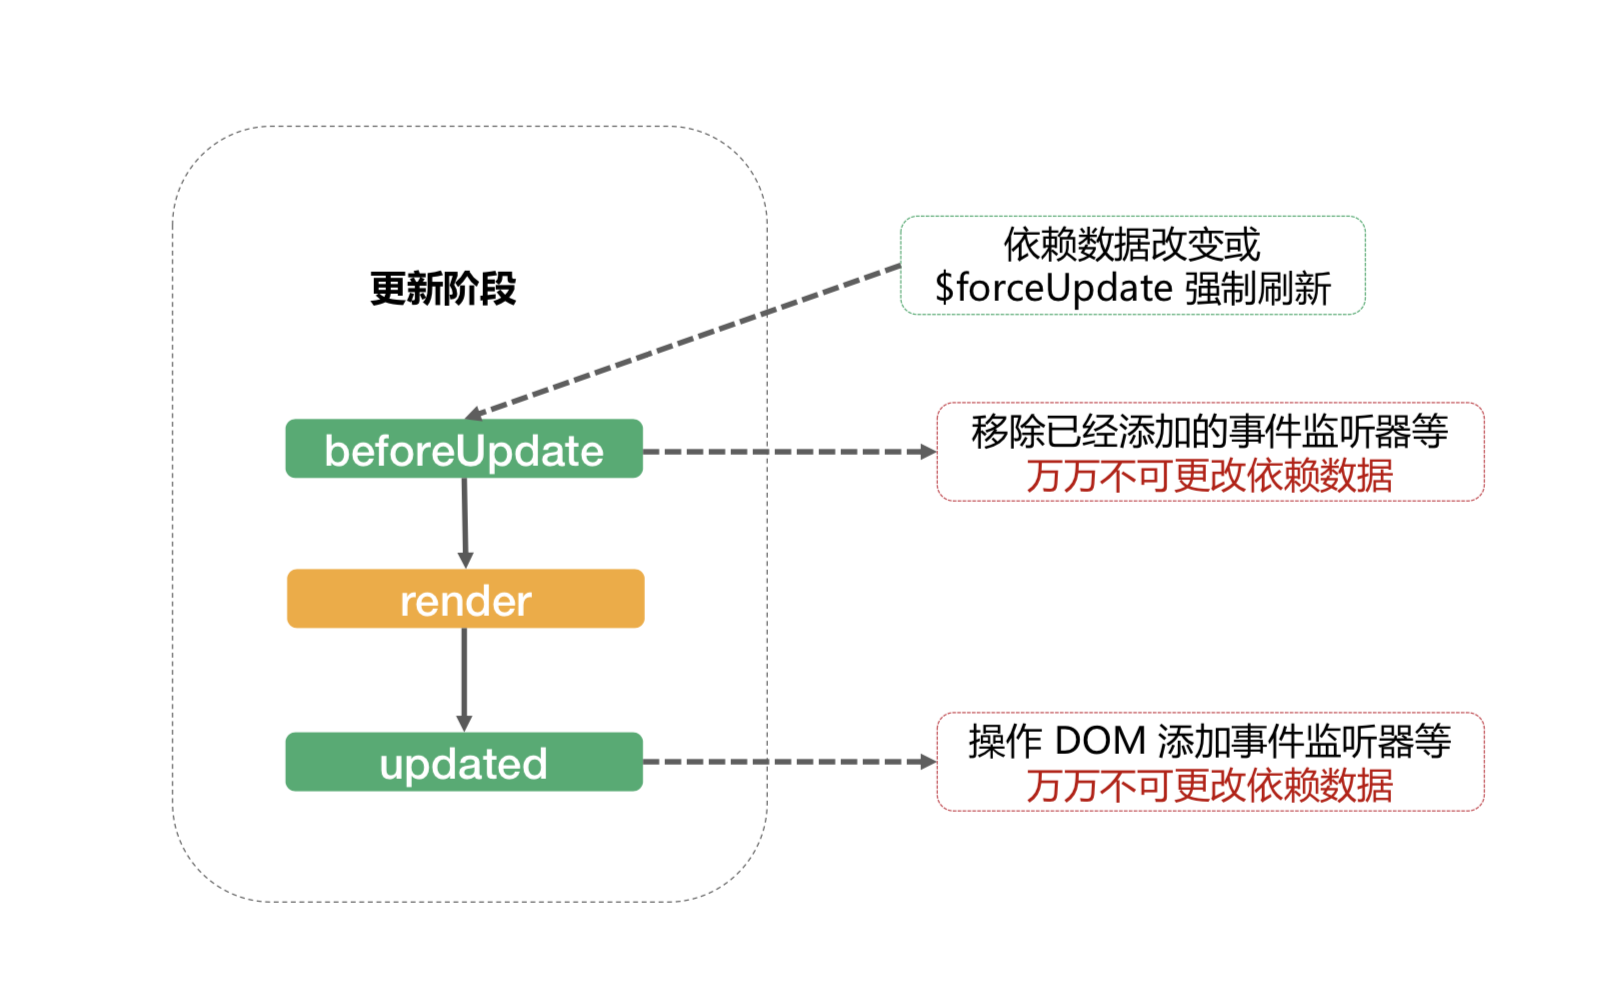 更新阶段
依赖数据改变或
$forceUpdate 强制刷新
beforeUpdate
移除已经添加的事件监听器等
万万不可更改依赖数据
render
updated
操作 DOM 添加事件监听器等
万万不可更改依赖数据